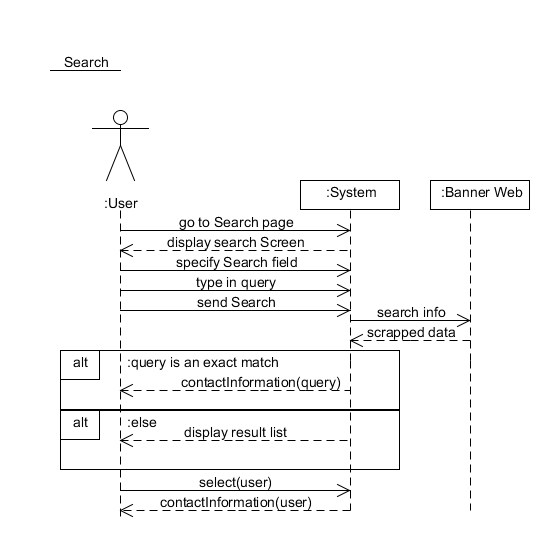 Search
:User
:System
:Banner Web
go to Search page
display search Screen
specify Search field
type in query
send Search
search info
scrapped data
alt
:query is an exact match
contactInformation(query)
alt
:else
display result list
select(user)
contactInformation(user)